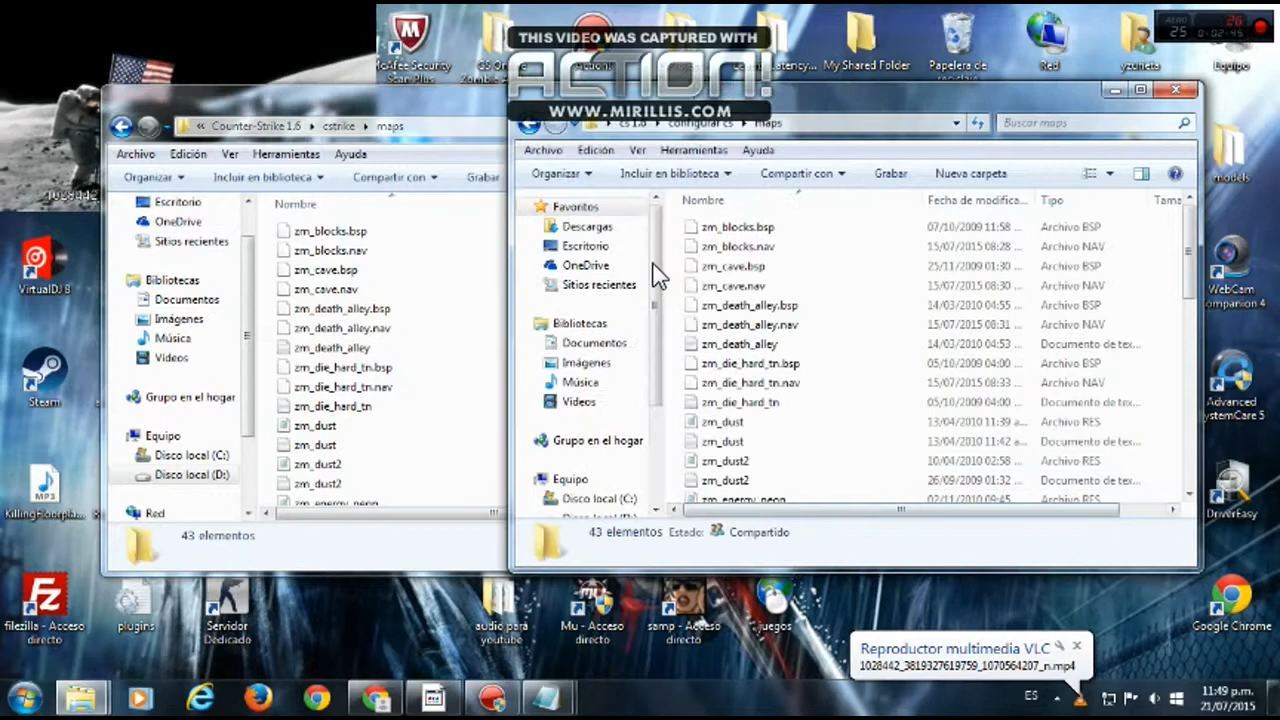 THIS VIDEO WAS CAPTURED WITH
ACTION!
WWW.MIRILLIS.COM
AERO
25
26
0:02:45
McAfee Security
Scan Plus
My Shared Folder
Papelera de
Red
yzuneta
Equipo
Counter-Strike 1.6
cstrike
maps
Archivo
Edición
Ver
Herramientas
Ayuda
Organizar
Incluir en biblioteca
Compartir con
Grabar
Nombre
Escritorio
OneDrive
Sitios recientes
Bibliotecas
Documentos
Imágenes
Música
Vídeos
Grupo en el hogar
Equipo
Disco local (C:)
Disco local (D:)
Red
zm_blocks.bsp
zm_blocks.nav
zm_cave.bsp
zm_cave.nav
zm_death_alley.bsp
zm_death_alley.nav
zm_death_alley
zm_die_hard_tn.bsp
zm_die_hard_tn.nav
zm_die_hard_tn
zm_dust
zm_dust
zm_dust2
zm_dust2
zm_energy_neon
43 elementos
cs 1.6
configurar cs
maps
Buscar maps
Archivo
Edición
Ver
Herramientas
Ayuda
Organizar
Incluir en biblioteca
Compartir con
Grabar
Nueva carpeta
Favoritos
Descargas
Escritorio
OneDrive
Sitios recientes
Bibliotecas
Documentos
Imágenes
Música
Vídeos
Grupo en el hogar
Equipo
Disco local (C:)
Nombre Fecha de modifica... Tipo Tama
zm_blocks.bsp 07/10/2009 11:58 ... Archivo BSP
zm_blocks.nav 15/07/2015 08:28 ... Archivo NAV
zm_cave.bsp 25/11/2009 01:30 ... Archivo BSP
zm_cave.nav 15/07/2015 08:30 ... Archivo NAV
zm_death_alley.bsp 14/03/2010 04:55 ... Archivo BSP
zm_death_alley.nav 15/07/2015 08:31 ... Archivo NAV
zm_death_alley 14/03/2010 04:53 ... Documento de tex...
zm_die_hard_tn.bsp 05/10/2009 04:00 ... Archivo BSP
zm_die_hard_tn.nav 15/07/2015 08:33 ... Archivo NAV
zm_die_hard_tn 05/10/2009 04:00 ... Documento de tex...
zm_dust 13/04/2010 11:39 a... Archivo RES
zm_dust 13/04/2010 11:42 a... Documento de tex...
zm_dust2 10/04/2010 02:58 ... Archivo RES
zm_dust2 26/09/2009 01:32 ... Documento de tex...
zm_energy_neon 02/11/2010 09:45 ... Archivo RES
43 elementos Estado: Compartido
VirtualDJ 8
Steam
MP3
KillingFloorpla...
filezilla - Acceso
directo
plugins
Servidor
Dedicado
audio para
youtube
Mu - Acceso
directo
samp - Acceso
directo
juegos
models
WebCam
Companion 4
Advanced
SystemCare 5
DriverEasy
Google Chrome
Reproductor multimedia VLC
1028442_3819327619759_1070564207_n.mp4
ES
11:49 p.m.
21/07/2015